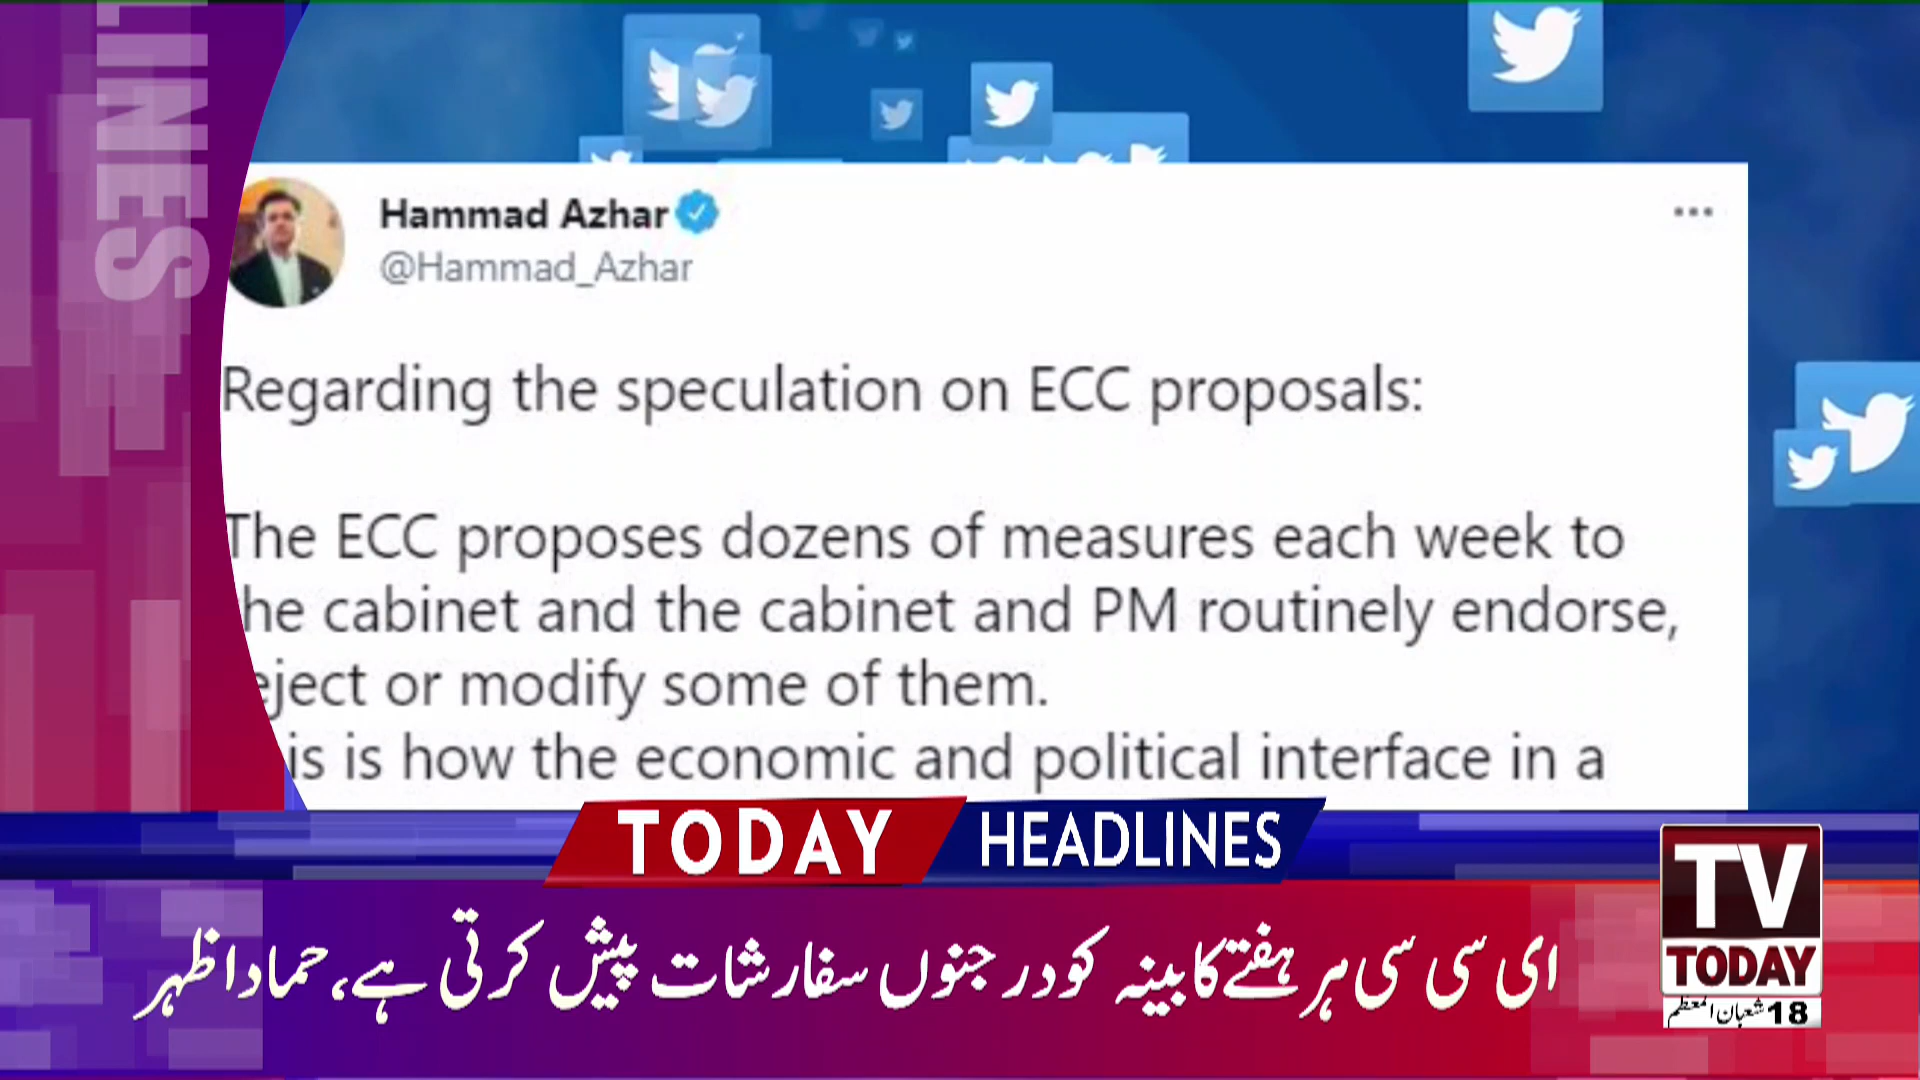 LINES
Hammad Azhar
@Hammad_Azhar
Regarding the speculation on ECC proposals:
The ECC proposes dozens of measures each week to
he cabinet and the cabinet and PM routinely endorse,
eject or modify some of them.
is is how the economic and political interface in a
TODAY HEADLINES
ای سی سی ہر ہفتے کابینہ کو درجنوں سفارشات پیش کرتی ہے، حماد اظہر
TV
TODAY
18 شعبان المعظم